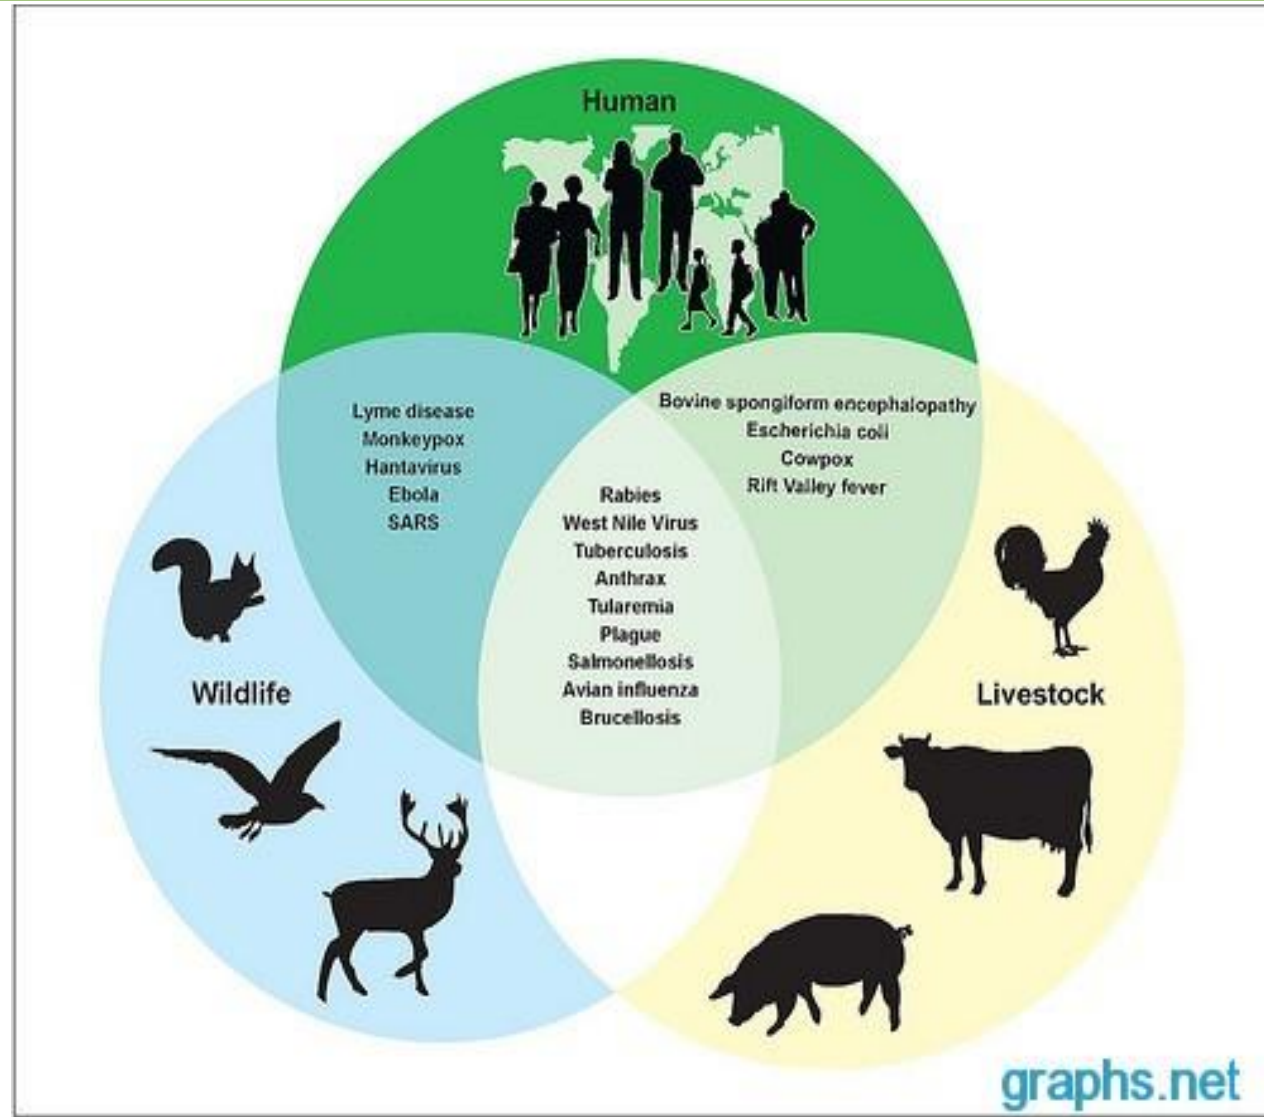 Human
Lyme disease
Monkeypox
Hantavirus
Ebola
SARS
Bovine spongiform encephalopathy
Escherichia coli
Cowpox
Rift Valley fever
Rabies
West Nile Virus
Tuberculosis
Anthrax
Tularemia
Plague
Salmonellosis
Avian influenza
Brucellosis
Wildlife
Livestock
graphs.net